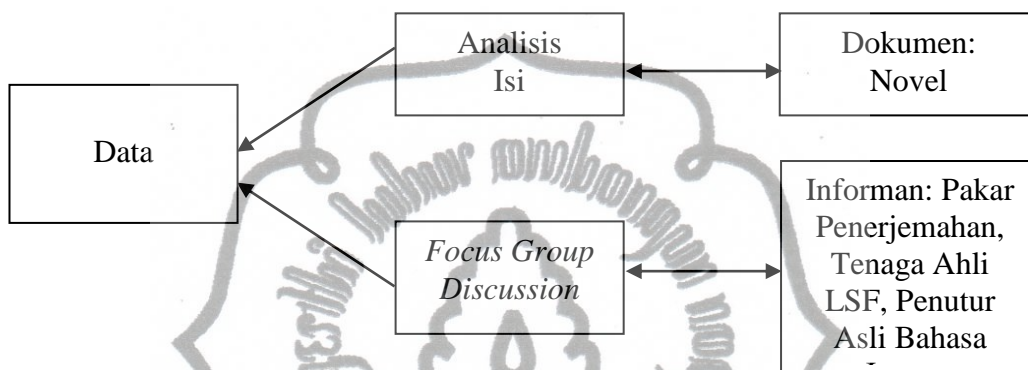 Analisis
Isi
Dokumen:
Novel
Data
Informan: Pakar
Penerjemahan,
Tenaga Ahli
LSF, Penutur
Asli Bahasa
Focus Group
Discussion